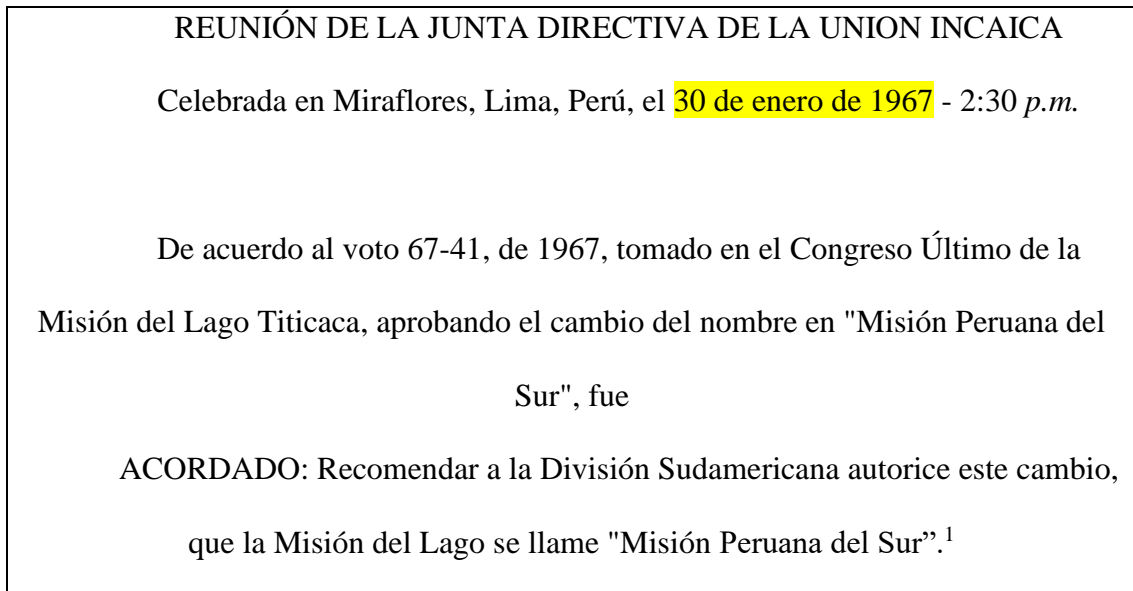 REUNIÓN DE LA JUNTA DIRECTIVA DE LA UNION INCAICA
Celebrada en Miraflores, Lima, Perú, el 30 de enero de 1967 - 2:30 p.m.
De acuerdo al voto 67-41, de 1967, tomado en el Congreso Último de la
Misión del Lago Titicaca, aprobando el cambio del nombre en "Misión Peruana del
Sur", fue
ACORDADO: Recomendar a la División Sudamericana autorice este cambio,
que la Misión del Lago se llame "Misión Peruana del Sur”.1